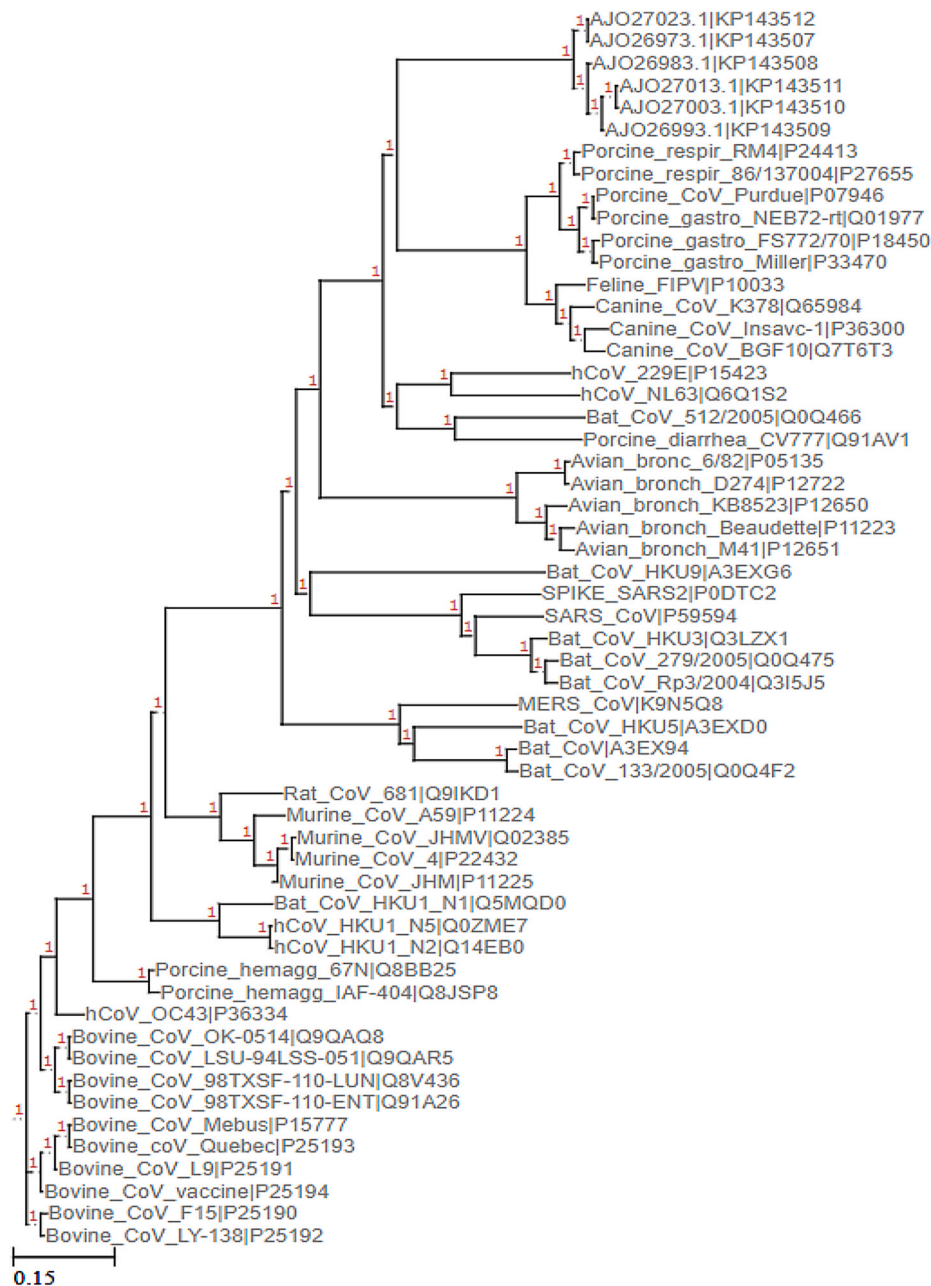 AJO27023.1|KP143512
AJO26973.1|KP143507
AJO26983.1|KP143508
AJO27013.1|KP143511
AJO27003.1|KP143510
AJO26993.1|KP143509
Porcine_respir_RM4|P24413
Porcine_respir_86/137004|P27655
Porcine_CoV_Purdue|P07946
Porcine_gastro_NEB72-rt|Q01977
Porcine_gastro_FS772/70|P18450
Porcine_gastro_Miller|P33470
Feline_FIPV|P10033
Canine_CoV_K378|Q65984
Canine_CoV_Insavc-1|P36300
Canine_CoV_BGF10|Q7T6T3
hCoV_229E|P15423
hCoV_NL63|Q6Q1S2
Bat_CoV_512/2005|Q0Q466
Porcine_diarrhea_CV777|Q91AV1
Avian_bronc_6/82|P05135
Avian_bronch_D274|P12722
Avian_bronch_KB8523|P12650
Avian_bronch_Beaudette|P11223
Avian_bronch_M41|P12651
Bat_CoV_HKU9|A3EXG6
SPIKE_SARS2|P0DTC2
SARS_CoV|P59594
Bat_CoV_HKU3|Q3LZX1
Bat_CoV_279/2005|Q0Q475
Bat_CoV_Rp3/2004|Q3I5J5
MERS_CoV|K9N5Q8
Bat_CoV_HKU5|A3EXD0
Bat_CoV|A3EX94
Bat_CoV_133/2005|Q0Q4F2
Rat_CoV_681|Q9IKD1
Murine_CoV_A59|P11224
Murine_CoV_JHMV|Q02385
Murine_CoV_4|P22432
Murine_CoV_JHM|P11225
Bat_CoV_HKU1_N1|Q5MQD0
hCoV_HKU1_N5|Q0ZME7
hCoV_HKU1_N2|Q14EB0
Porcine_hemagg_67N|Q8BB25
Porcine_hemagg_IAF-404|Q8JSP8
hCoV_OC43|P36334
Bovine_CoV_OK-0514|Q9QAQ8
Bovine_CoV_LSU-94LSS-051|Q9QAR5
Bovine_CoV_98TXSF-110-LUN|Q8V436
Bovine_CoV_98TXSF-110-ENT|Q91A26
Bovine_CoV_Mebus|P15777
Bovine_coV_Quebec|P25193
Bovine_CoV_L9|P25191
Bovine_CoV_vaccine|P25194
Bovine_CoV_F15|P25190
Bovine_CoV_LY-138|P25192
0.15